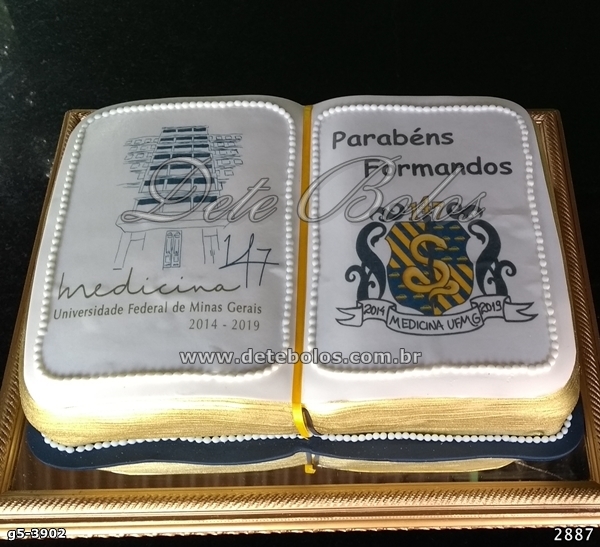 Parabéns
Formandos
Dete Bolos
147
medicina
Universidade Federal de Minas Gerais
2014 - 2019
2014 MEDICINA UFMG 2019
www.detebolos.com.br
g5-3902
2887